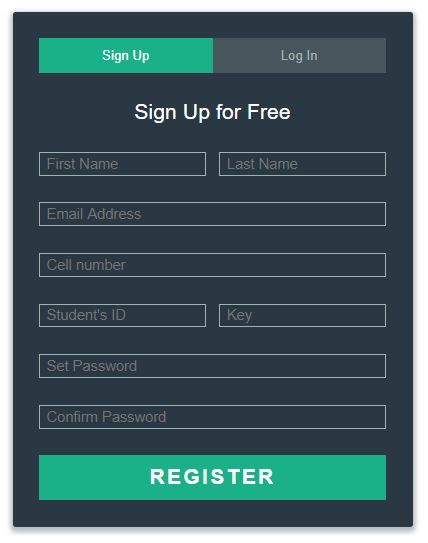 Sign Up Log In
Sign Up for Free
First Name Last Name
Email Address
Cell number
Student's ID Key
Set Password
Confirm Password
REGISTER